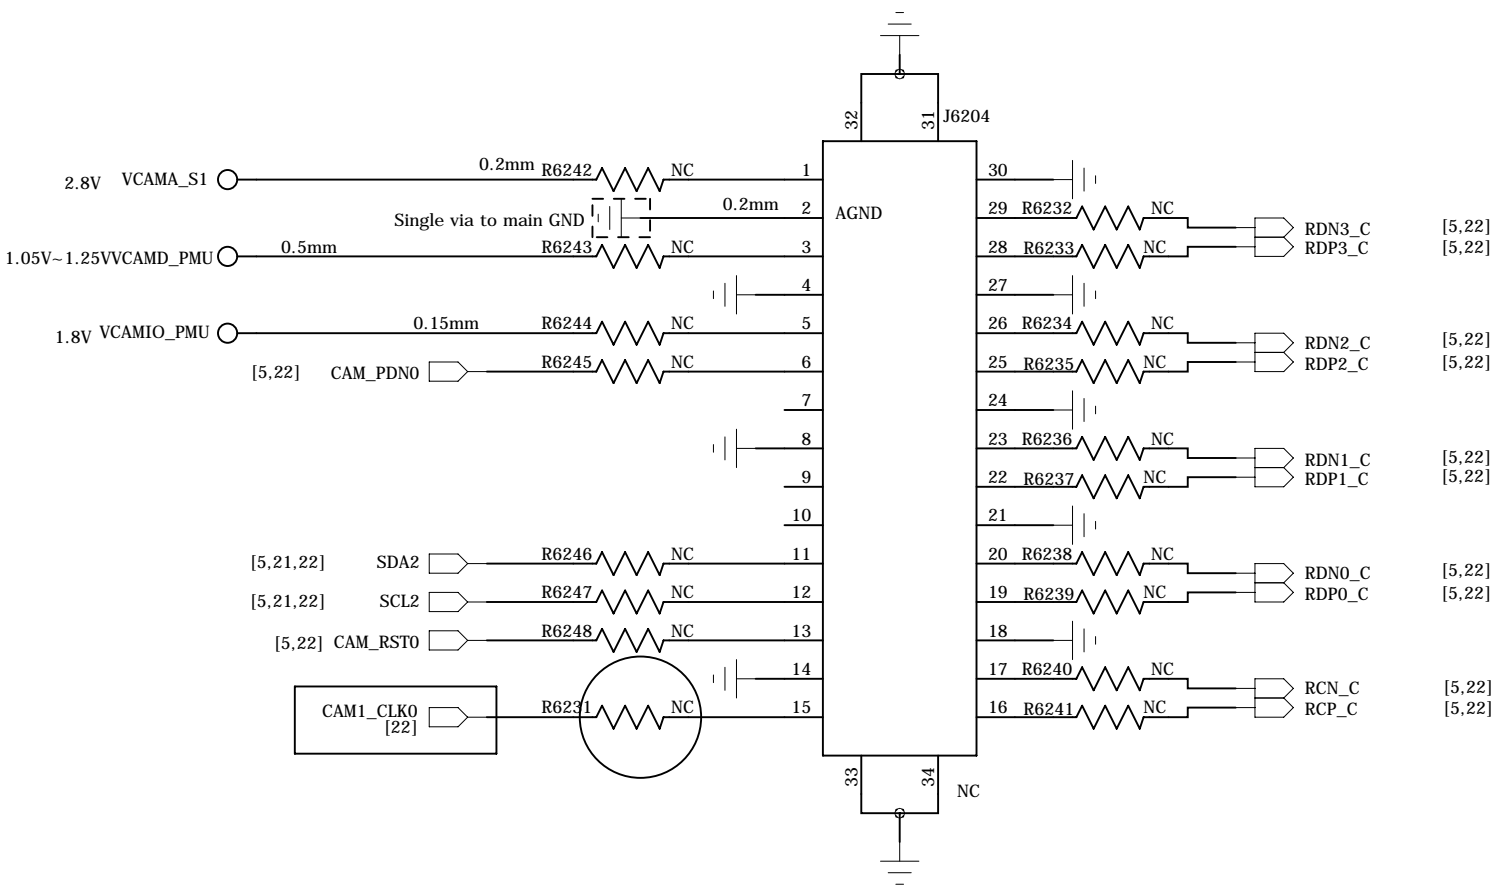 32
31
J6204
2.8V VCAMA_S1 0.2mm R6242 NC 1
30
Single via to main GND 0.2mm 2 AGND
29 R6232 NC RDN3_C [5,22]
1.05V~1.25VVCAMD_PMU 0.5mm R6243 NC 3
28 R6233 NC RDP3_C [5,22]
4
27
1.8V VCAMIO_PMU 0.15mm R6244 NC 5
26 R6234 NC RDN2_C [5,22]
[5,22] CAM_PDN0 R6245 NC 6
25 R6235 NC RDP2_C [5,22]
7
24
8
23 R6236 NC RDN1_C [5,22]
9
22 R6237 NC RDP1_C [5,22]
10
21
[5,21,22] SDA2 R6246 NC 11
20 R6238 NC RDN0_C [5,22]
[5,21,22] SCL2 R6247 NC 12
19 R6239 NC RDP0_C [5,22]
[5,22] CAM_RST0 R6248 NC 13
18
14
17 R6240 NC RCN_C [5,22]
CAM1_CLK0 R6231 NC 15
[22]
16 R6241 NC RCP_C [5,22]
33
34
NC